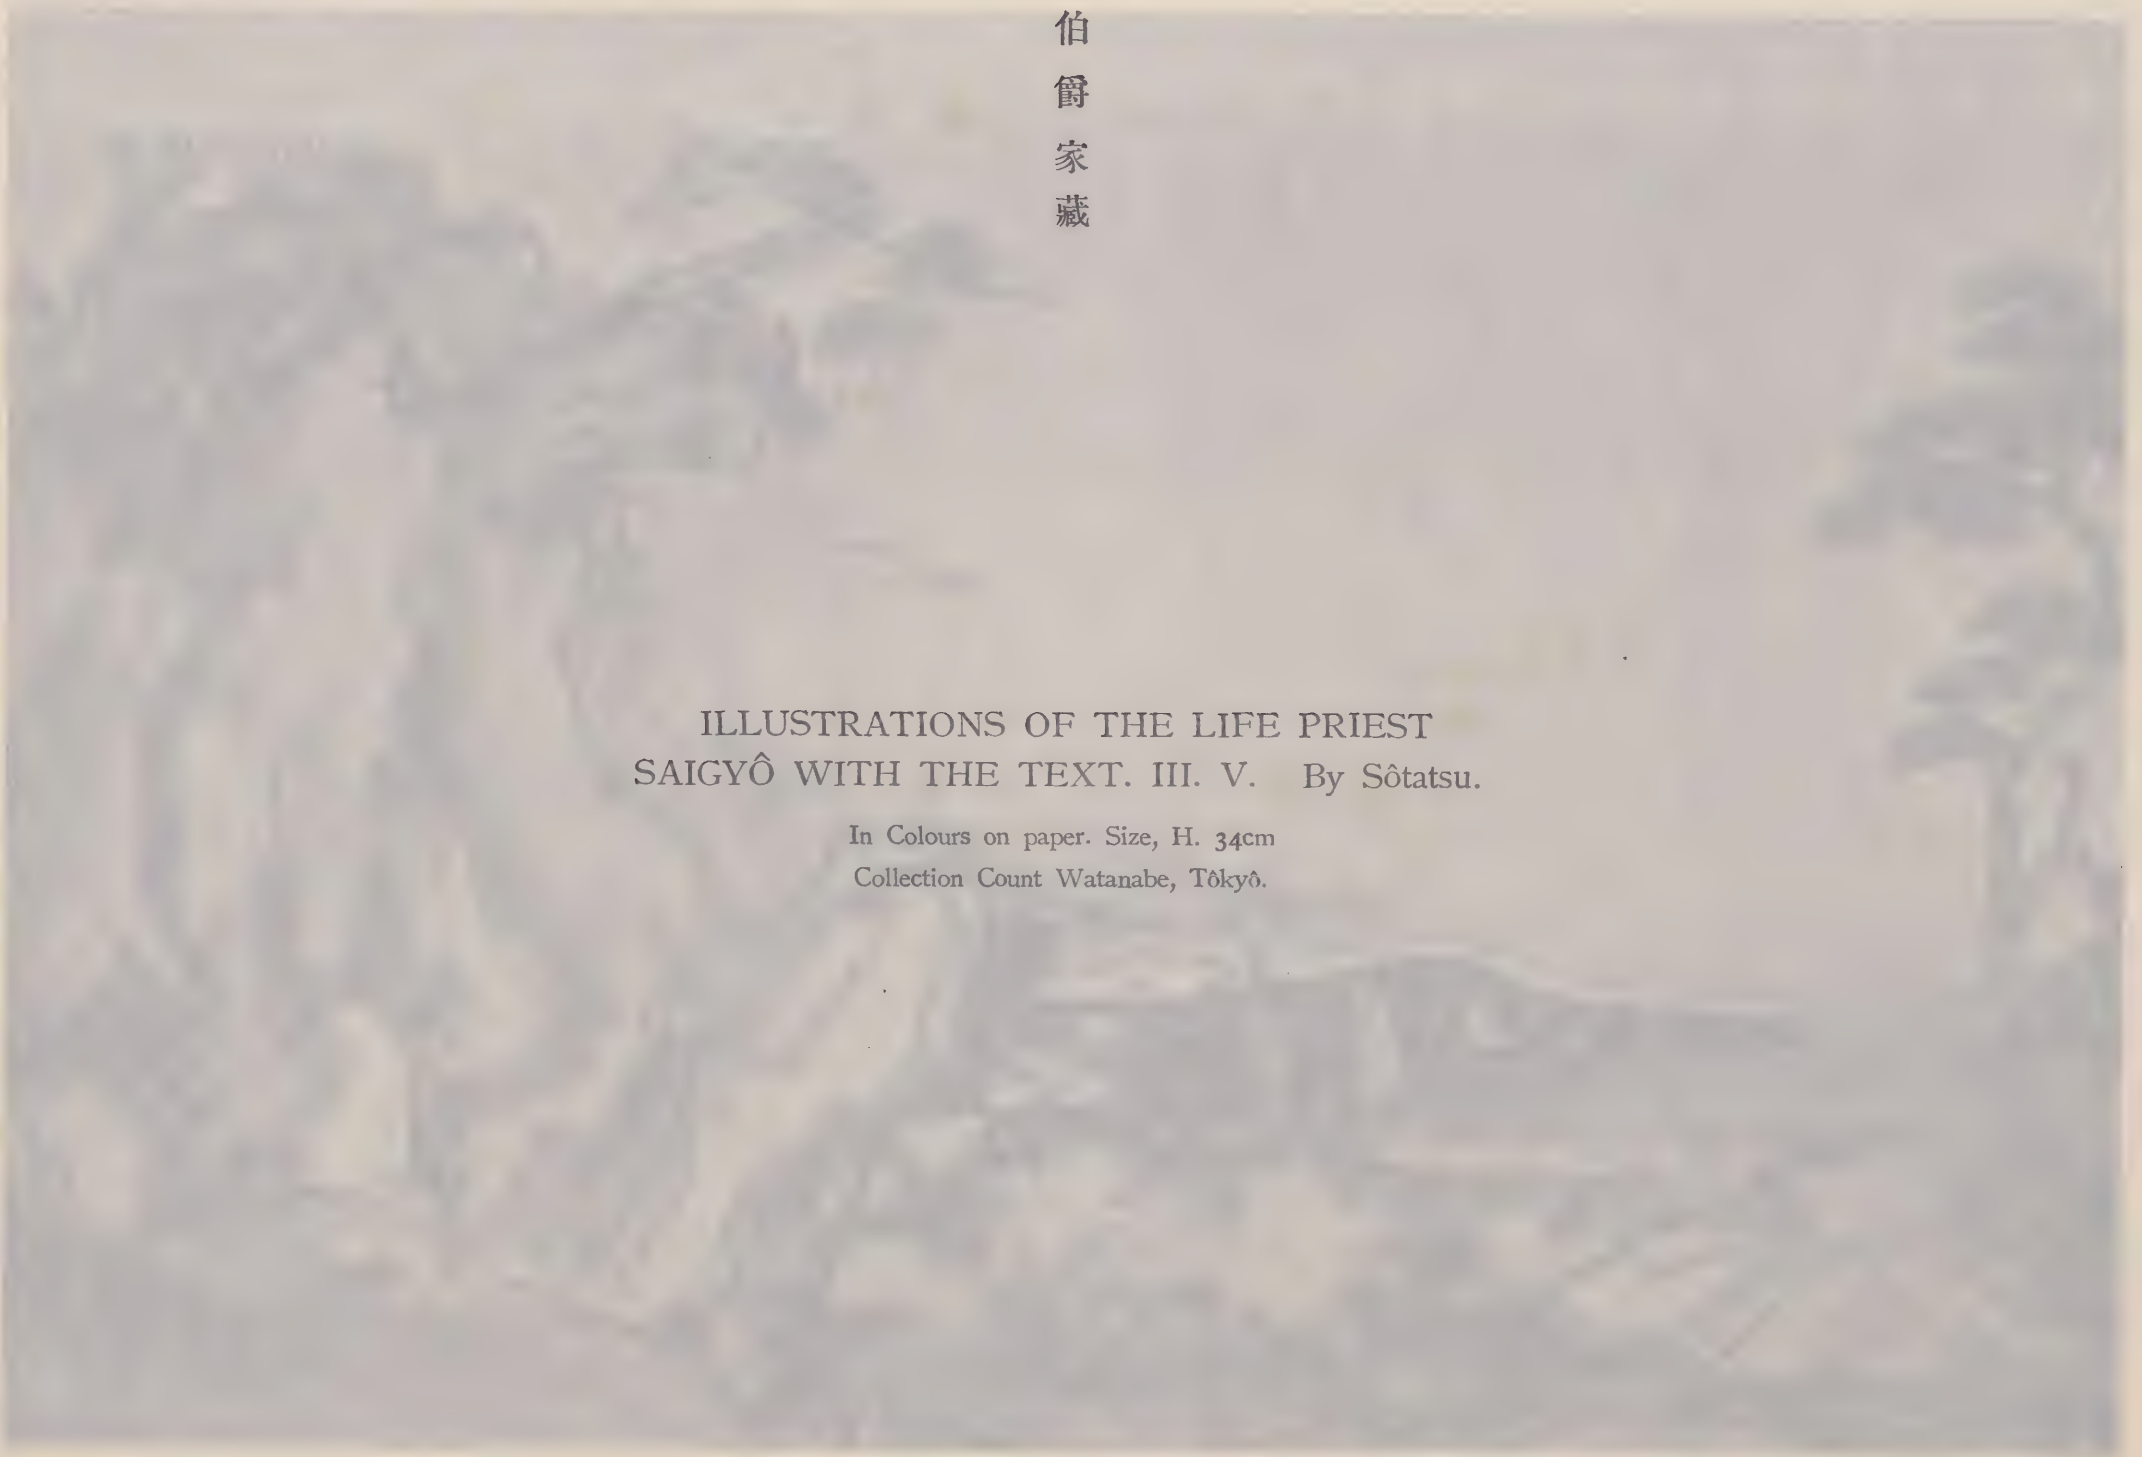 伯爵家藏
ILLUSTRATIONS OF THE LIFE PRIEST
SAIGYÔ WITH THE TEXT. III. V. By Sôtatsu.
In Colours on paper. Size, H. 34cm
Collection Count Watanabe, Tôkyô.